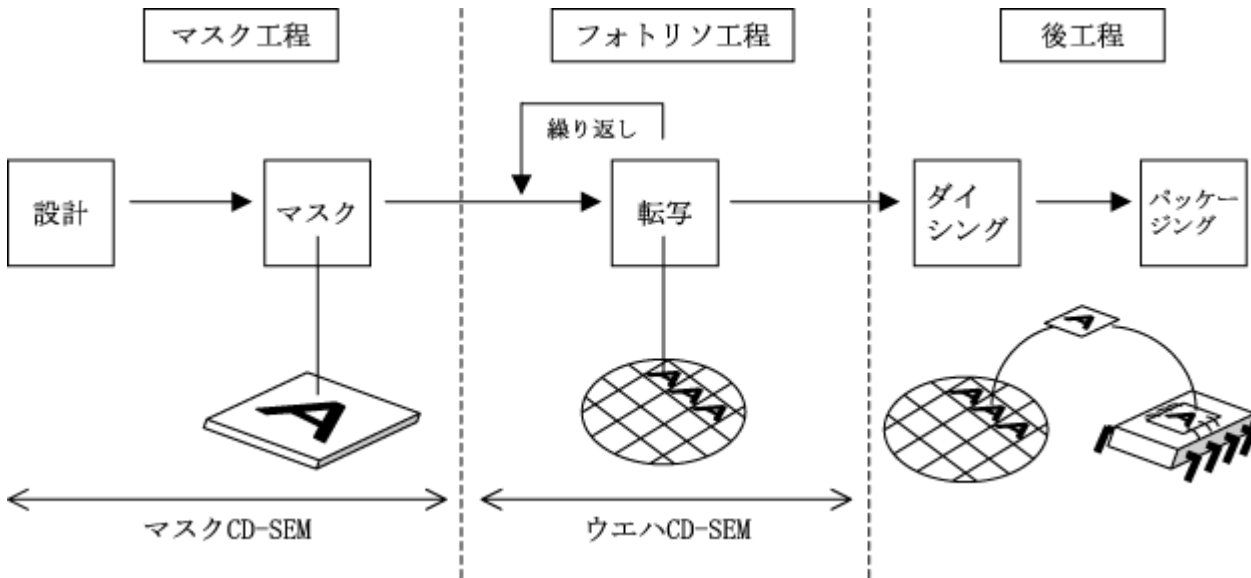 マスク工程
フォトリソ工程
後工程
繰り返し
設計
マスク
転写
ダイ
シング
パッケー
ジング
A
A
A
A
A
A
A
A
A
マスクCD-SEM
ウエハCD-SEM